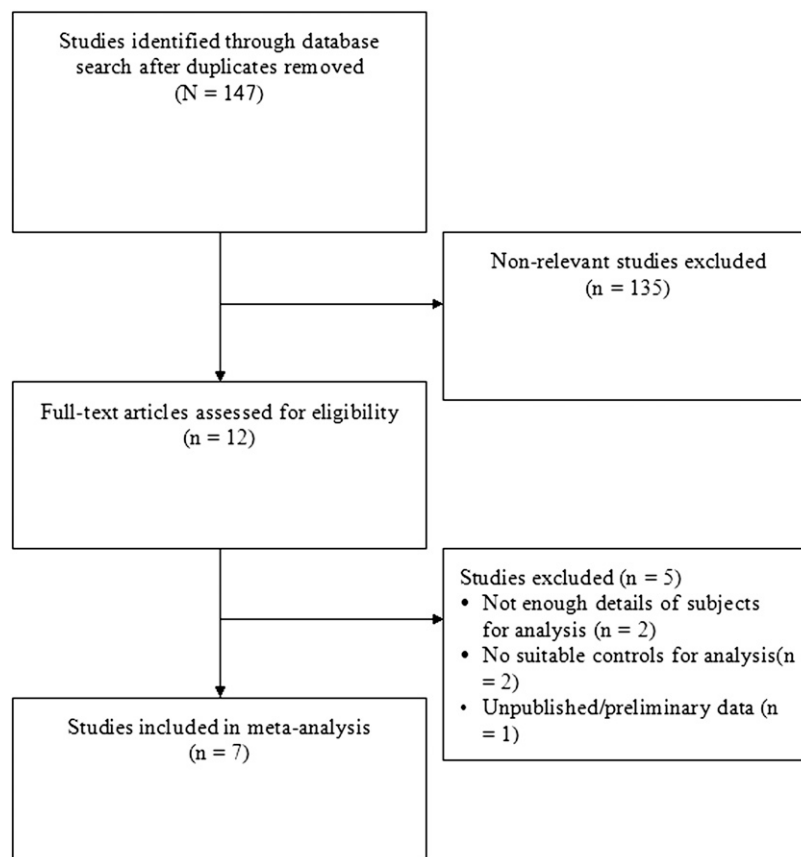 Studies identified through database
search after duplicates removed
(N = 147)
Non-relevant studies excluded
(n = 135)
Full-text articles assessed for eligibility
(n = 12)
Studies excluded (n = 5)
• Not enough details of subjects
for analysis (n = 2)
• No suitable controls for analysis(n
= 2)
• Unpublished/preliminary data (n
= 1)
Studies included in meta-analysis
(n = 7)